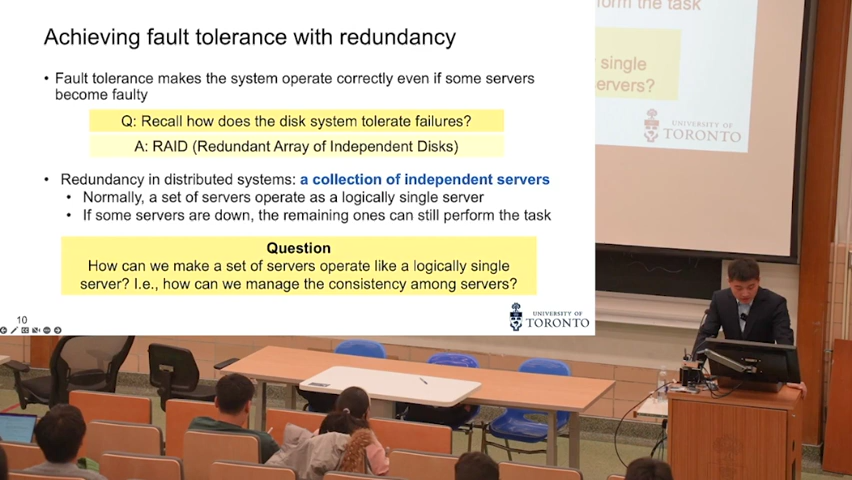 Achieving fault tolerance with redundancy
• Fault tolerance makes the system operate correctly even if some servers
become faulty
Q: Recall how does the disk system tolerate failures?
A: RAID (Redundant Array of Independent Disks)
• Redundancy in distributed systems: a collection of independent servers
• Normally, a set of servers operate as a logically single server
• If some servers are down, the remaining ones can still perform the task
Question
How can we make a set of servers operate like a logically single
server? I.e., how can we manage the consistency among servers?
10
UNIVERSITY OF
TORONTO
form the task
single
ervers?
UNIVERSITY OF
TORONTO